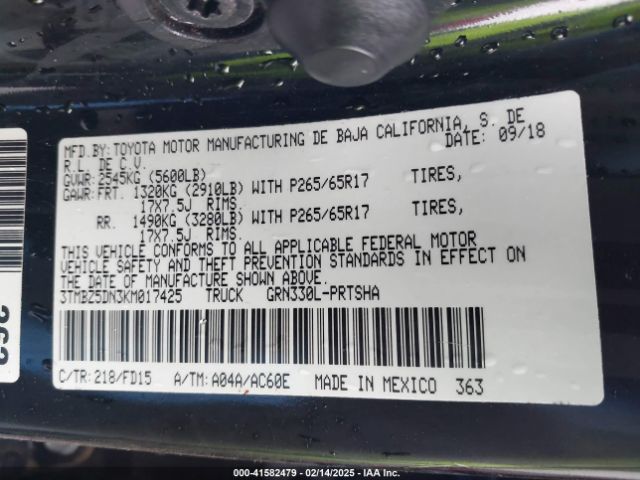 MFD.BY: TOYOTA MOTOR MANUFACTURING DE BAJA CALIFORNIA, S. DE
R L. DE C.V. DATE: 09/18
GVWR: 2545KG (5600LB)
GAWR: FRT. 1320KG (2910LB) WITH P265/65R17 TIRES,
17X7.5J RIMS
RR. 1490KG (3280LB) WITH P265/65R17 TIRES,
17X7.5J RIMS
THIS VEHICLE CONFORMS TO ALL APPLICABLE FEDERAL MOTOR
VEHICLE SAFETY AND THEFT PREVENTION STANDARDS IN EFFECT ON
THE DATE OF MANUFACTURE SHOWN ABOVE.
3TMBZ5DN3KM017425 TRUCK GRN330L-PRTSHA
C/TR: 218/FD15 A/TM: A04A/AC60E MADE IN MEXICO 363
363
00-41582479 - 02/14/2025 - IAA Inc.